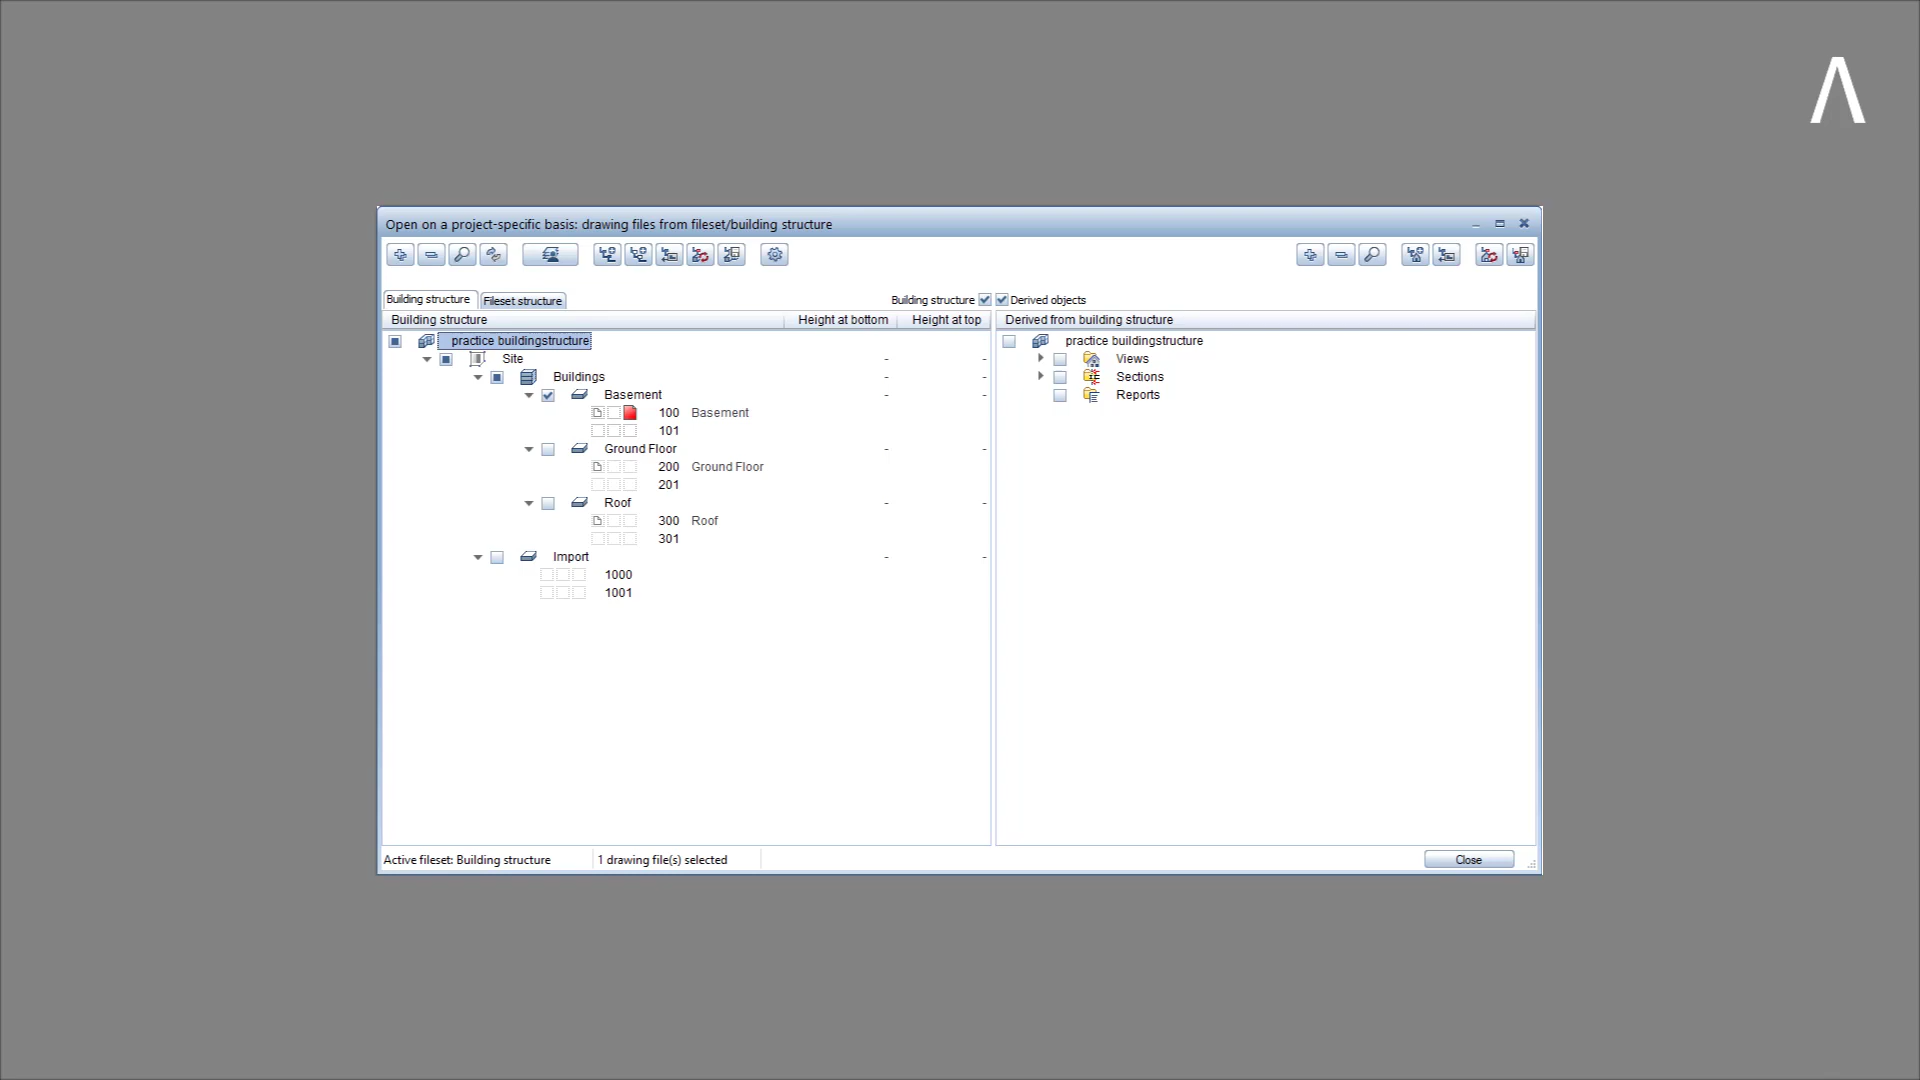 Open on a project-specific basis: drawing files from fileset/building structure
Building structure Fileset structure Building structure Derived objects
Building structure Height at bottom Height at top Derived from building structure
practice buildingstructure practice buildingstructure
Site - - Views
Buildings - - Sections
Basement - - Reports
100 Basement
101
Ground Floor - -
200 Ground Floor
201
Roof - -
300 Roof
301
Import - -
1000
1001
Active fileset: Building structure 1 drawing file(s) selected Close